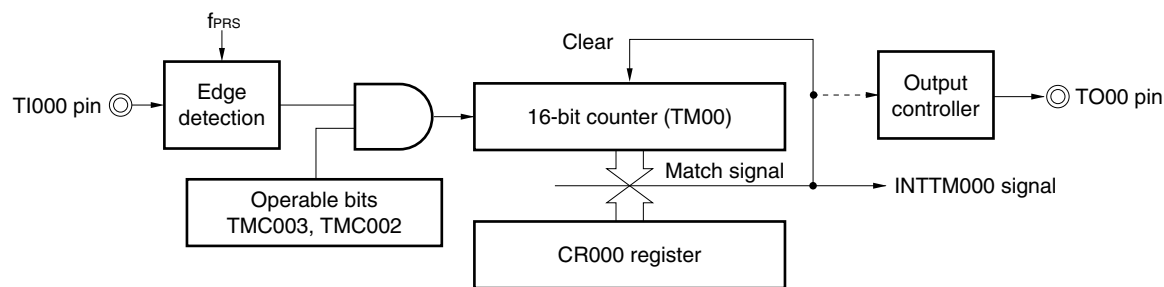 fPRS
Clear
TI000 pin
Edge
detection
16-bit counter (TM00)
Output
controller
TO00 pin
Match signal
INTTM000 signal
Operable bits
TMC003, TMC002
CR000 register